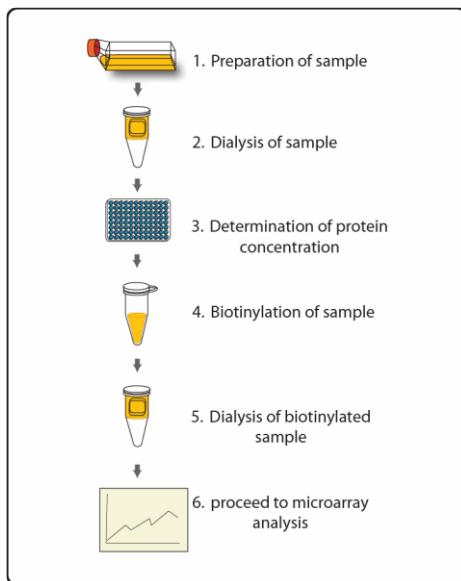 1. Preparation of sample
2. Dialysis of sample
3. Determination of protein
concentration
4. Biotinylation of sample
5. Dialysis of biotinylated
sample
6. proceed to microarray
analysis